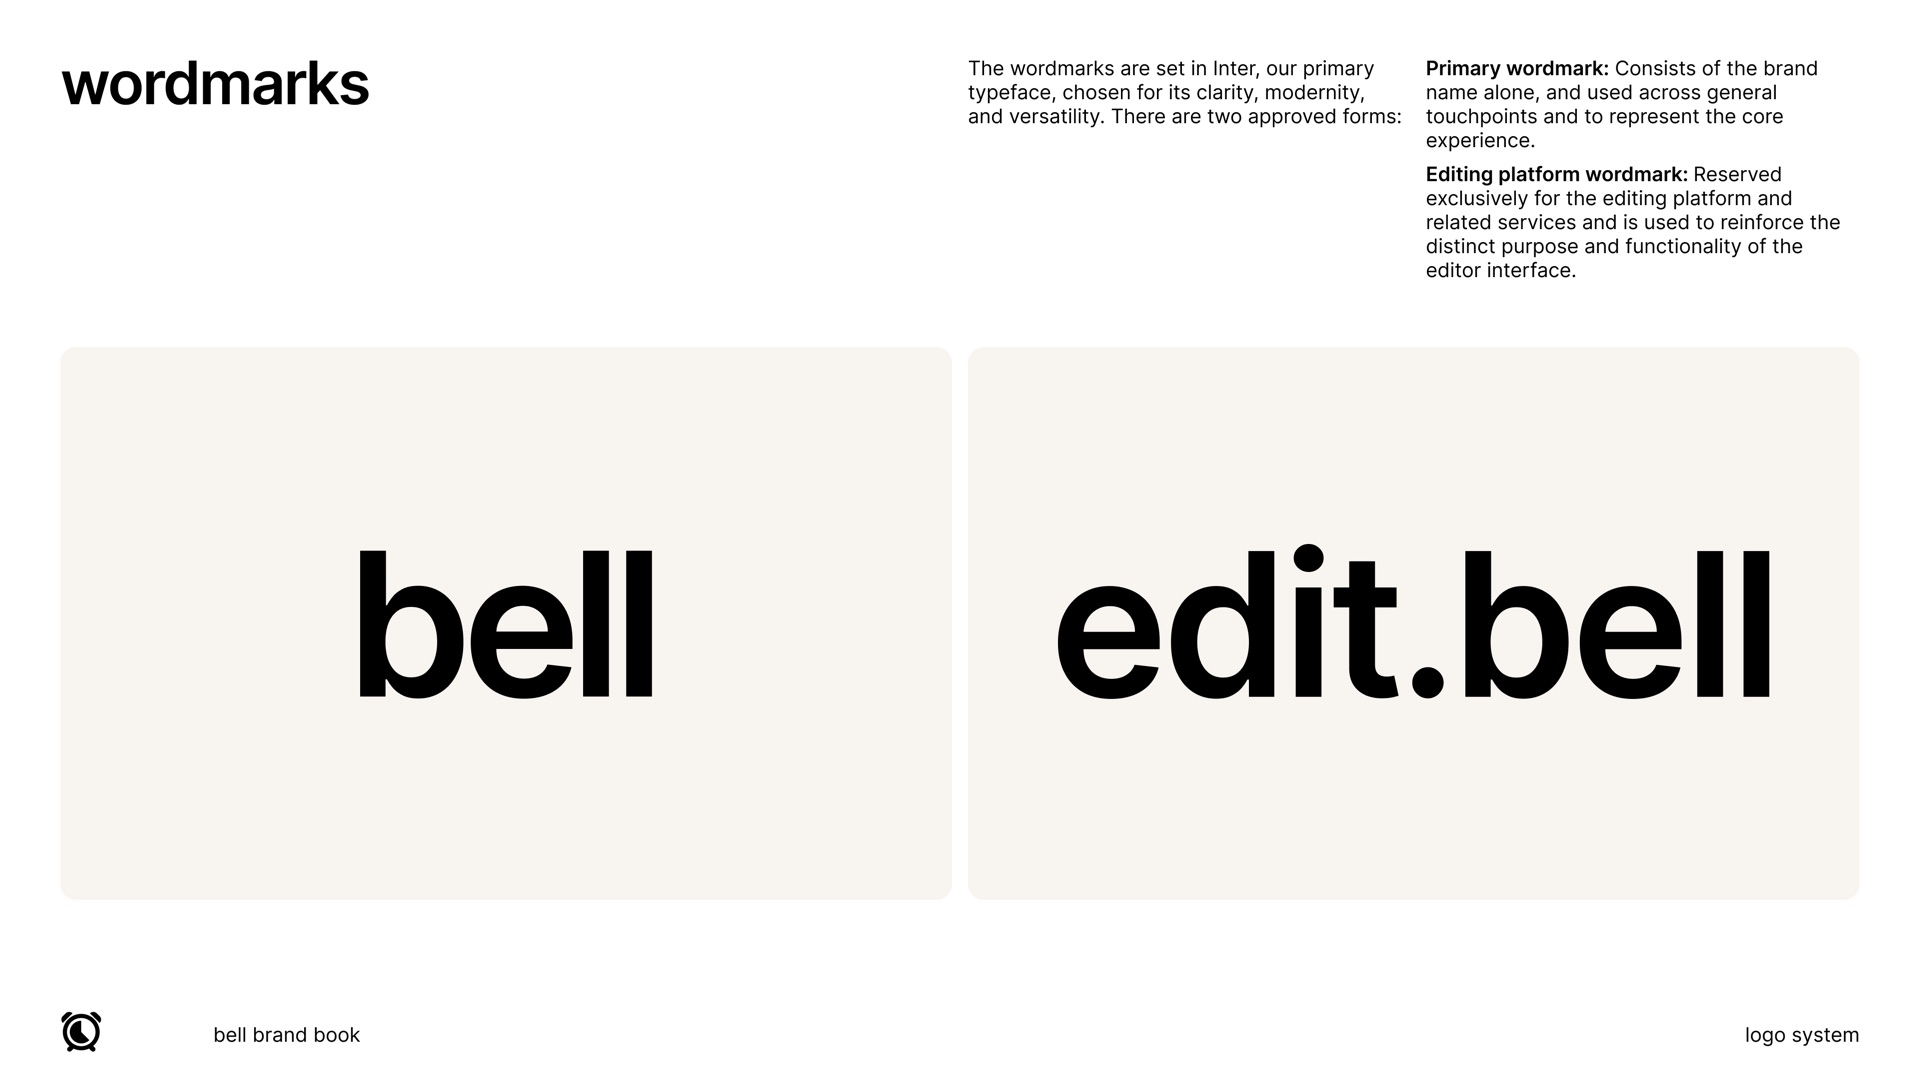 wordmarks
The wordmarks are set in Inter, our primary
typeface, chosen for its clarity, modernity,
and versatility. There are two approved forms:
Primary wordmark: Consists of the brand
name alone, and used across general
touchpoints and to represent the core
experience.
Editing platform wordmark: Reserved
exclusively for the editing platform and
related services and is used to reinforce the
distinct purpose and functionality of the
editor interface.
bell
edit.bell
bell brand book
logo system